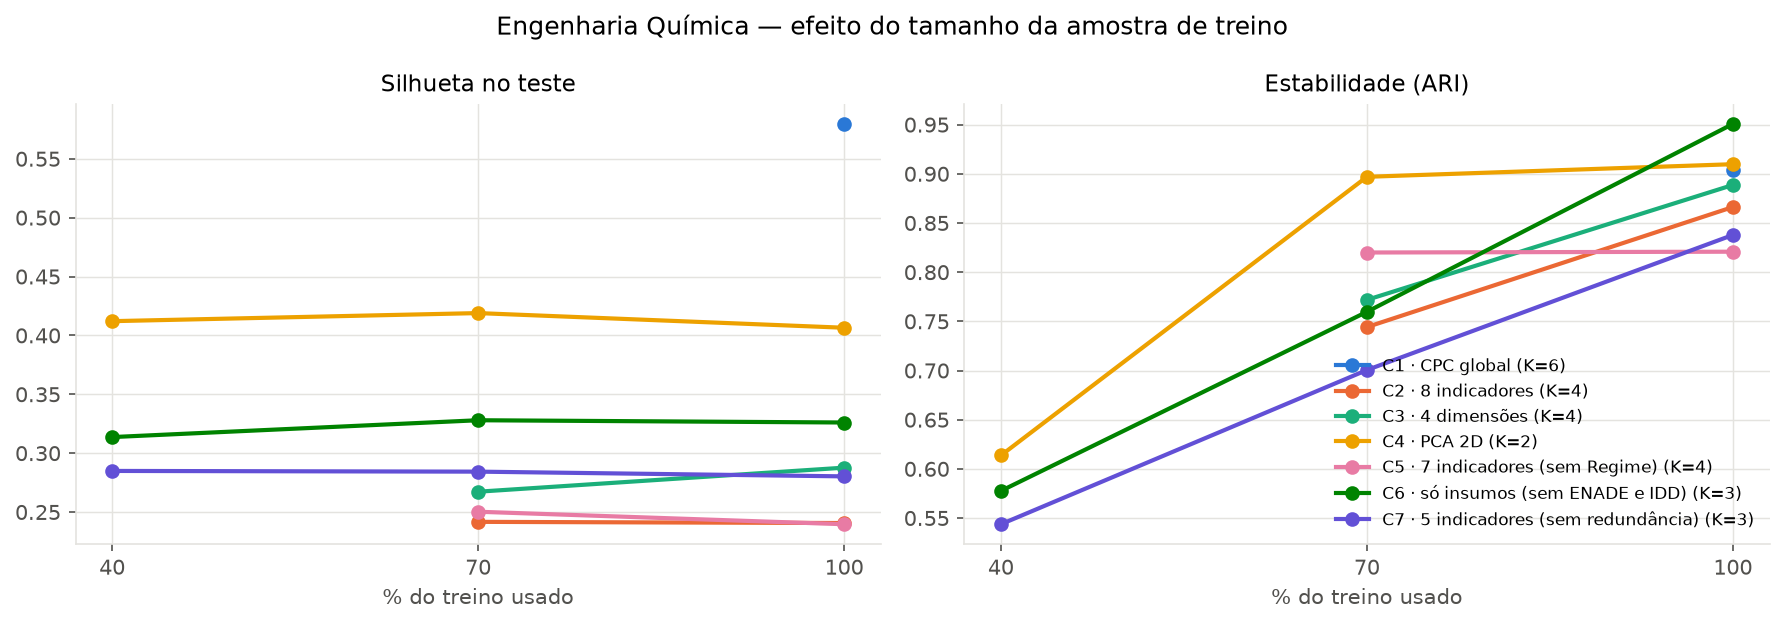 Engenharia Química — efeito do tamanho da amostra de treino
Silhueta no teste
0.55
0.50
0.45
0.40
0.35
0.30
0.25
40
70
100
% do treino usado
Estabilidade (ARI)
0.95
0.90
0.85
0.80
0.75
0.70
0.65
0.60
0.55
C1 · CPC global (K=6)
C2 · 8 indicadores (K=4)
C3 · 4 dimensões (K=4)
C4 · PCA 2D (K=2)
C5 · 7 indicadores (sem Regime) (K=4)
C6 · só insumos (sem ENADE e IDD) (K=3)
C7 · 5 indicadores (sem redundância) (K=3)
40
70
100
% do treino usado